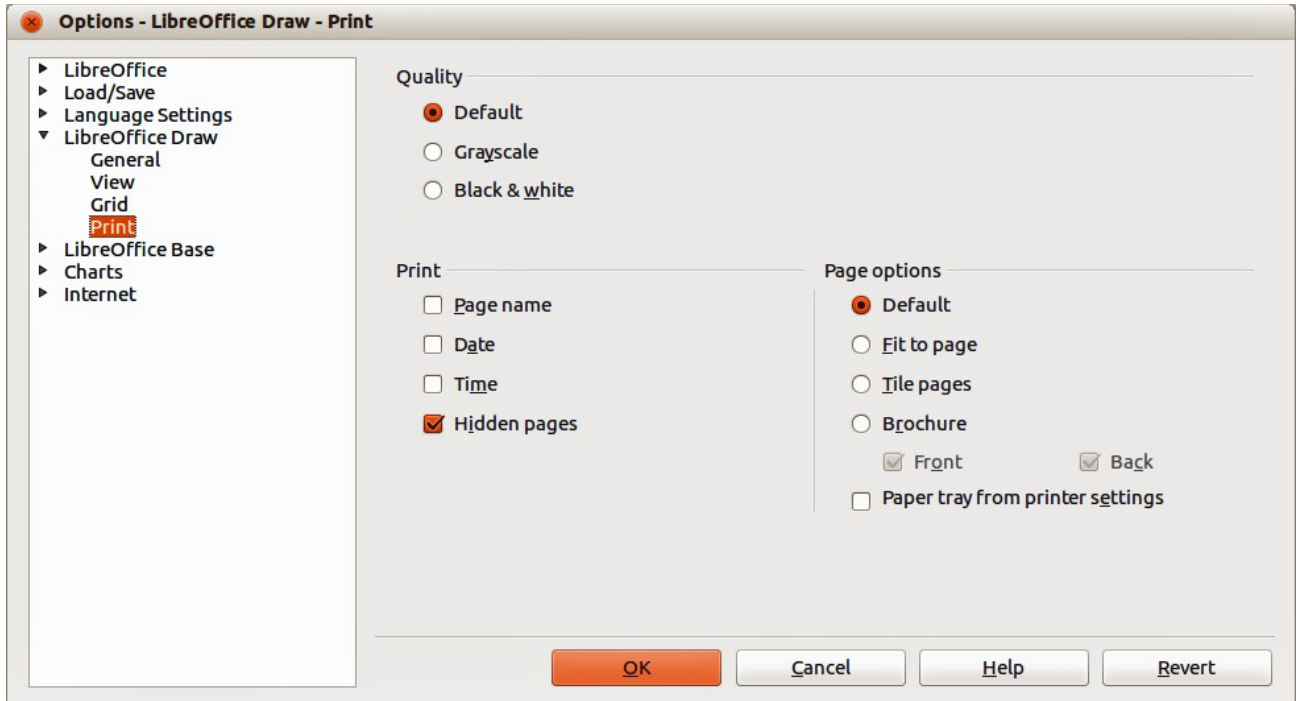 Options - LibreOffice Draw - Print
LibreOffice
Load/Save
Language Settings
LibreOffice Draw
General
View
Grid
Print
LibreOffice Base
Charts
Internet
Quality
Default
Grayscale
Black & white
Print
Page name
Date
Time
Hidden pages
Page options
Default
Fit to page
Tile pages
Brochure
Front Back
Paper tray from printer settings
OK Cancel Help Revert